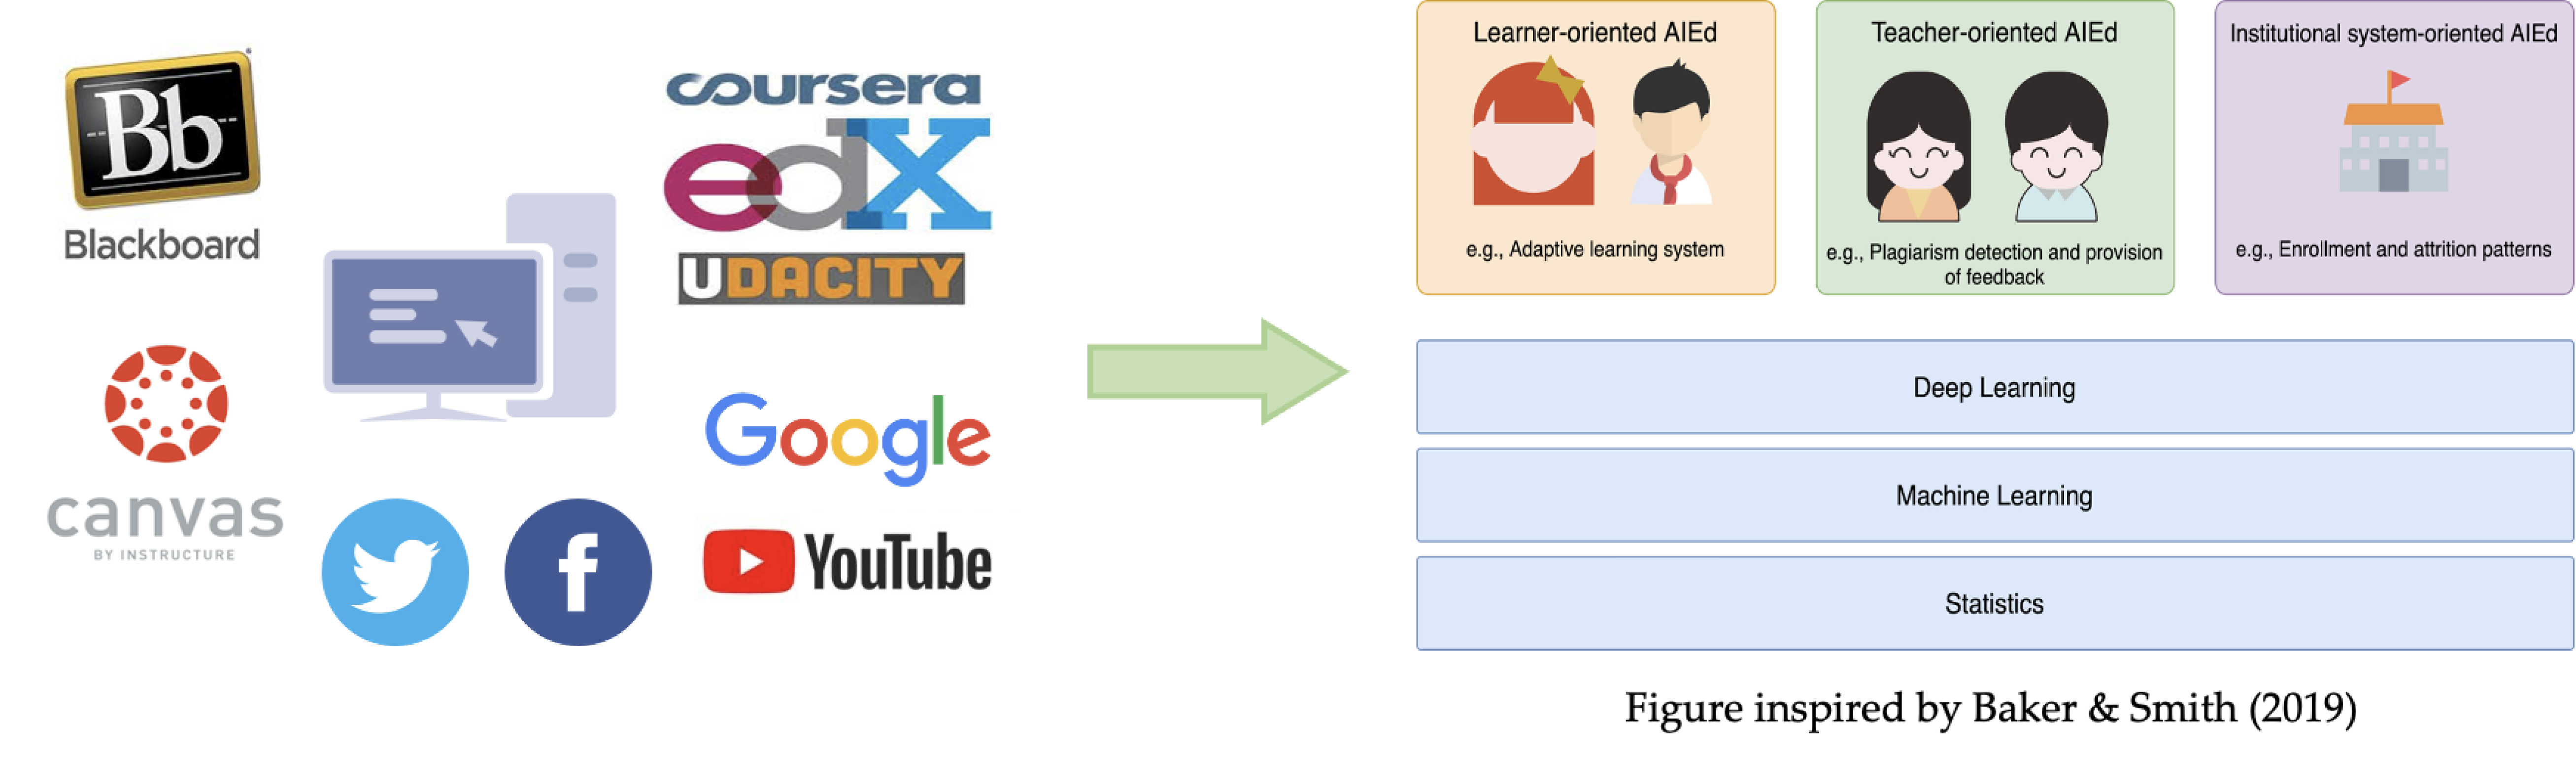 Bb
Blackboard
canvas
BY INSTRUCTURE
f
coursera
edX
UDACITY
Google
YouTube
Learner-oriented AIEd
e.g., Adaptive learning system
Teacher-oriented AIEd
e.g., Plagiarism detection and provision
of feedback
Institutional system-oriented AIEd
e.g., Enrollment and attrition patterns
Deep Learning
Machine Learning
Statistics
Figure inspired by Baker & Smith (2019)